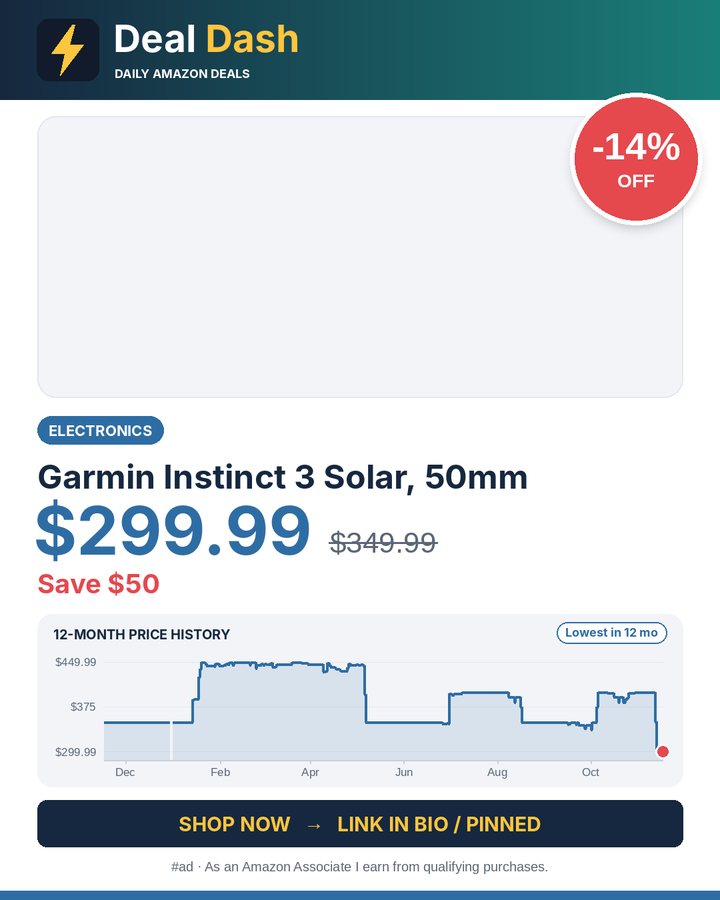 Deal Dash
DAILY AMAZON DEALS
-14%
OFF
ELECTRONICS
Garmin Instinct 3 Solar, 50mm
$299.99 $349.99
Save $50
12-MONTH PRICE HISTORY
Lowest in 12 mo
$449.99
$375
$299.99
Dec Feb Apr Jun Aug Oct
SHOP NOW → LINK IN BIO / PINNED
#ad · As an Amazon Associate I earn from qualifying purchases.